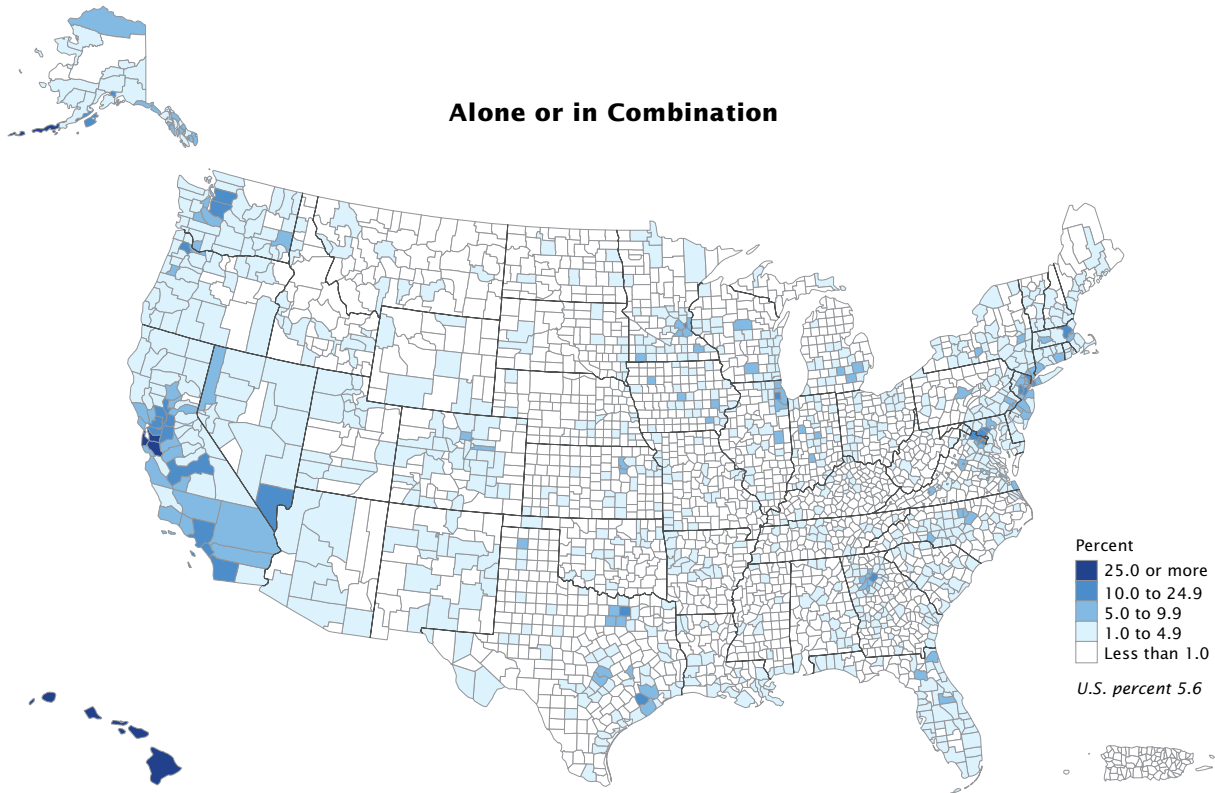 Alone or in Combination
Percent
25.0 or more
10.0 to 24.9
5.0 to 9.9
1.0 to 4.9
Less than 1.0
U.S. percent 5.6